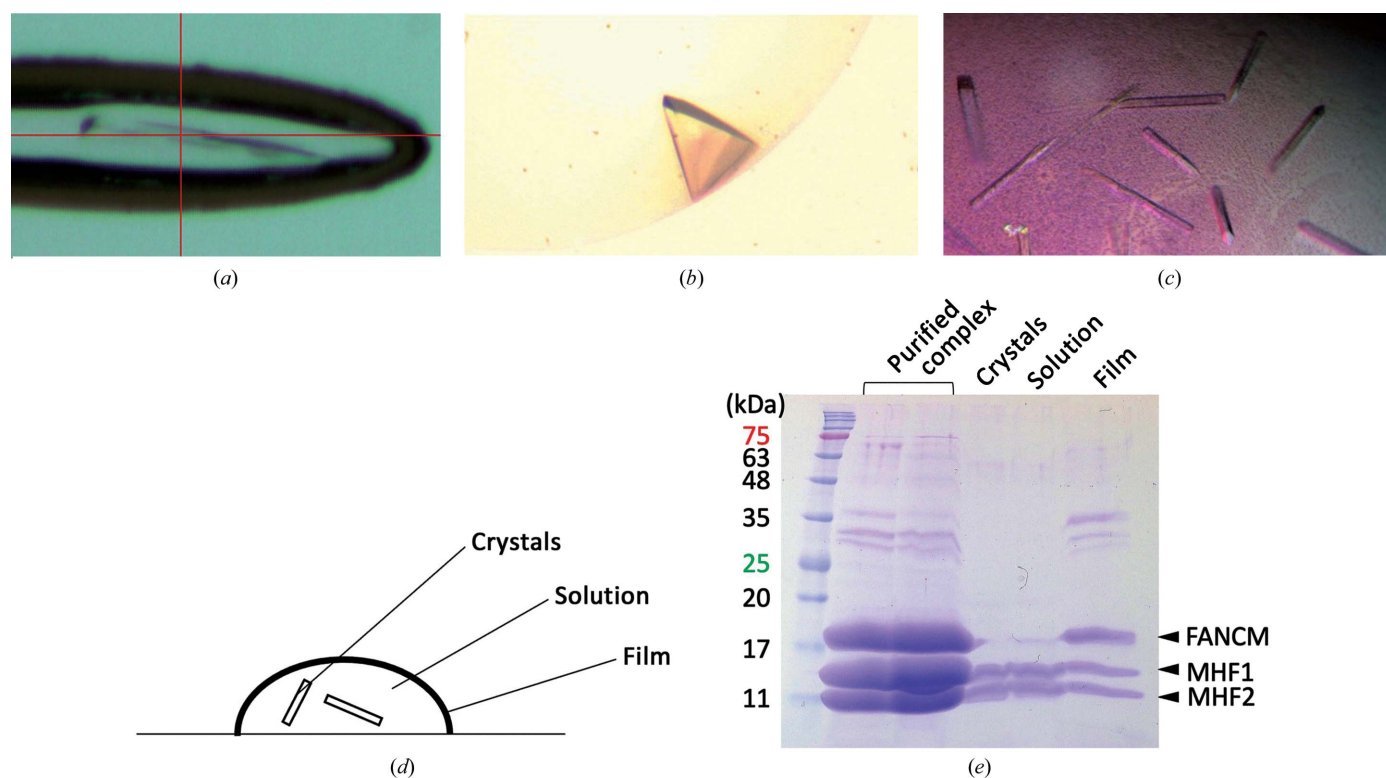 (a)
(b)
(c)
Crystals
Solution
Film
(d)
Purified
complex
Crystals
Solution
Film
(kDa)
75
63
48
35
25
20
17
11
FANCM
MHF1
MHF2
(e)